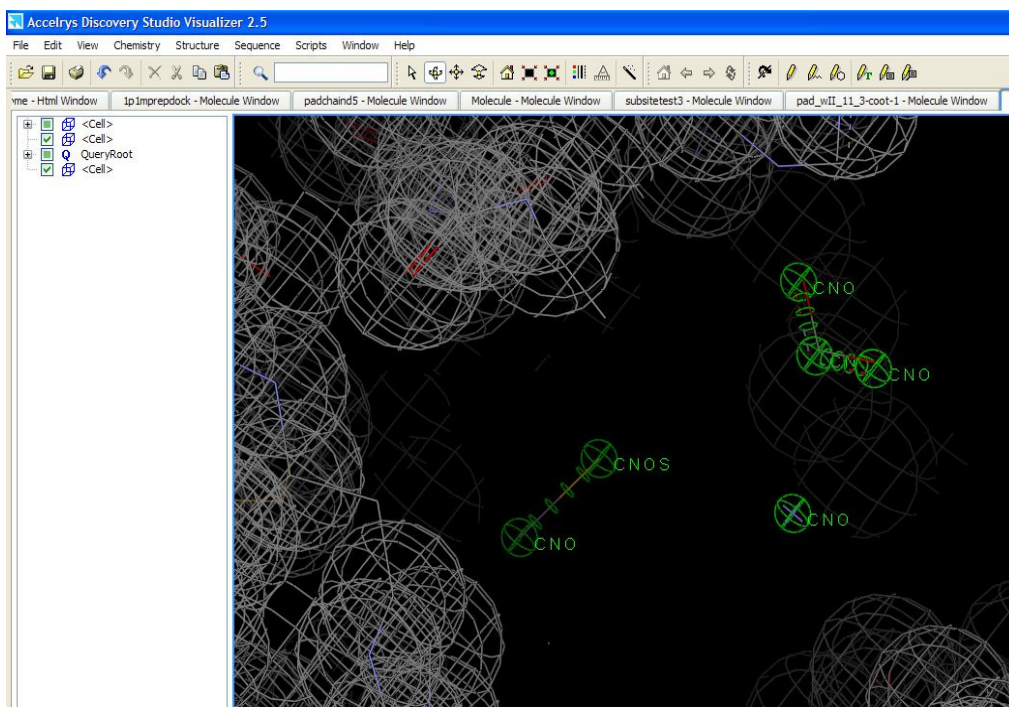 Accelrys Discovery Studio Visualizer 2.5
File Edit View Chemistry Structure Sequence Scripts Window Help
me - Html Window 1p1mprepdock - Molecule Window padchaind5 - Molecule Window Molecule - Molecule Window subsitetest3 - Molecule Window pad_wII_11_3-coot-1 - Molecule Window
<Cell>
<Cell>
Q QueryRoot
<Cell>
CNO
CNO
CNO
CNOS
CNO
CNO